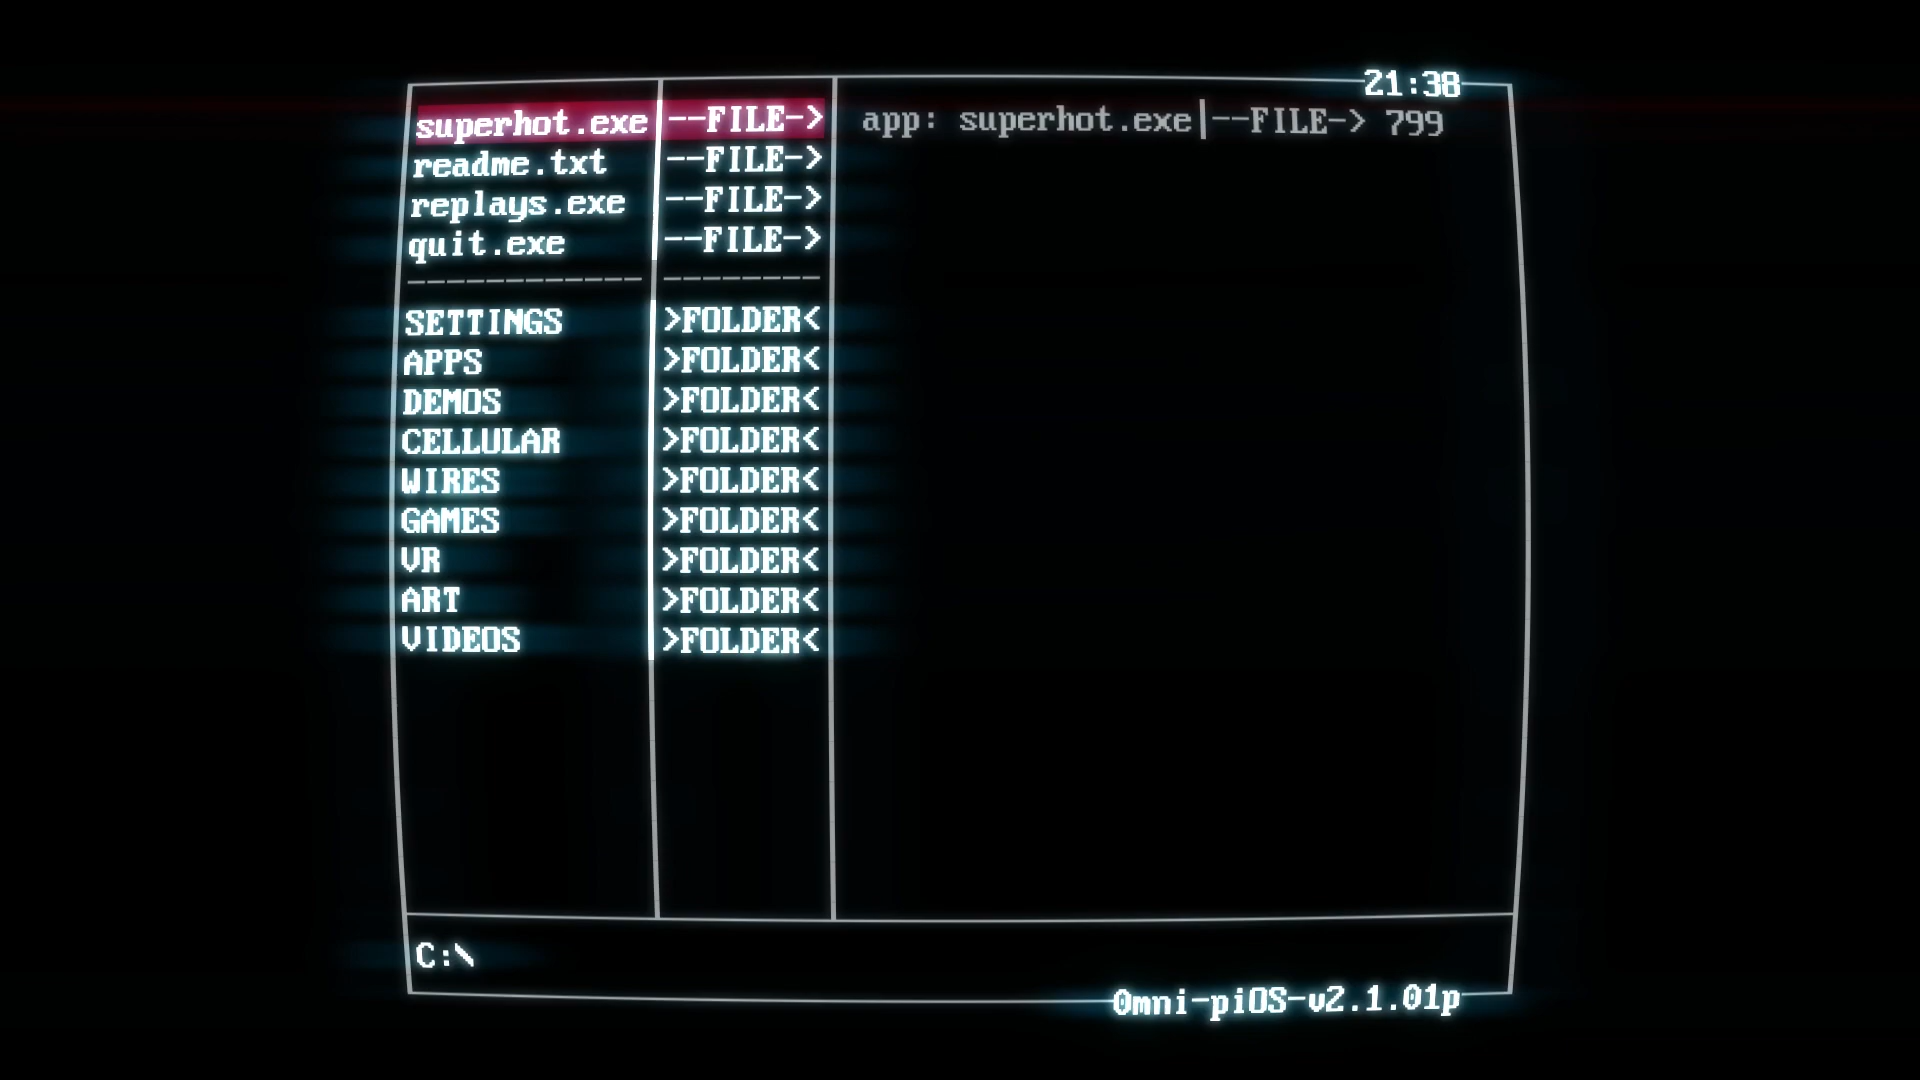 21:38
superhot.exe |--FILE-> app: superhot.exe|--FILE-> 799
readme.txt |--FILE->
replays.exe |--FILE->
quit.exe |--FILE->
------------ --------
SETTINGS |>FOLDER<
APPS |>FOLDER<
DEMOS |>FOLDER<
CELLULAR |>FOLDER<
WIRES |>FOLDER<
GAMES |>FOLDER<
VR |>FOLDER<
ART |>FOLDER<
VIDEOS |>FOLDER<
C:\
0mni-piOS-v2.1.01p